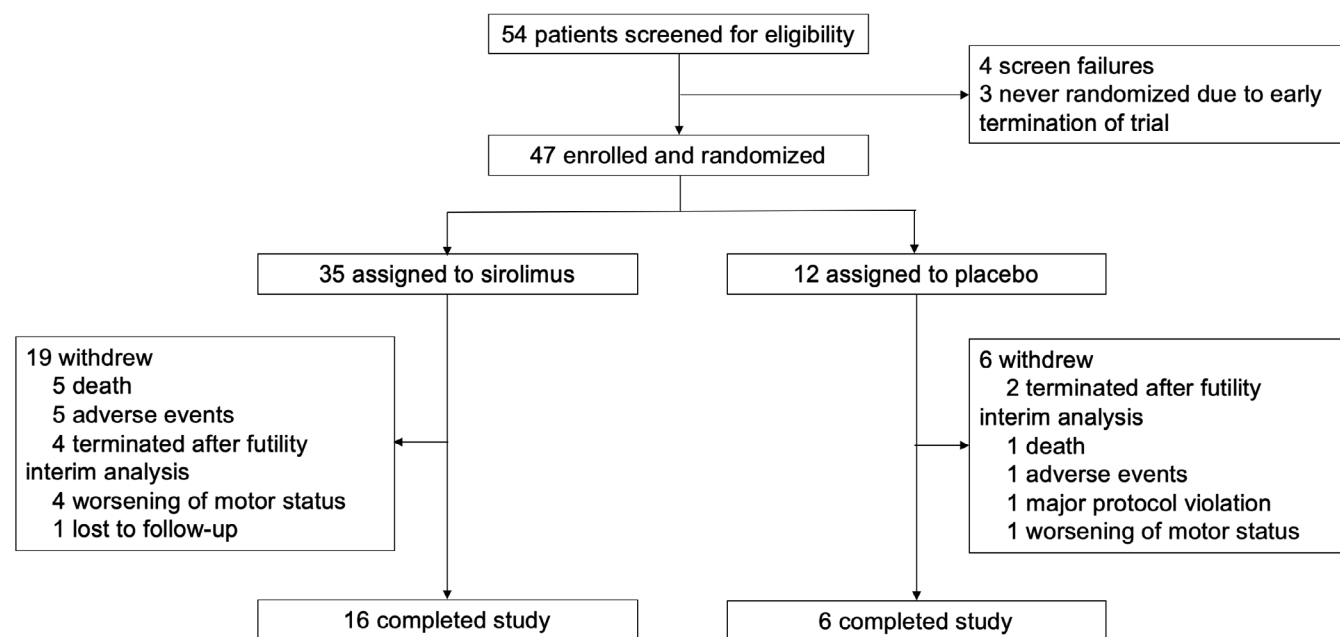 54 patients screened for eligibility
4 screen failures
3 never randomized due to early
termination of trial
47 enrolled and randomized
35 assigned to sirolimus
12 assigned to placebo
19 withdrew
5 death
5 adverse events
4 terminated after futility
interim analysis
4 worsening of motor status
1 lost to follow-up
6 withdrew
2 terminated after futility
interim analysis
1 death
1 adverse events
1 major protocol violation
1 worsening of motor status
16 completed study
6 completed study